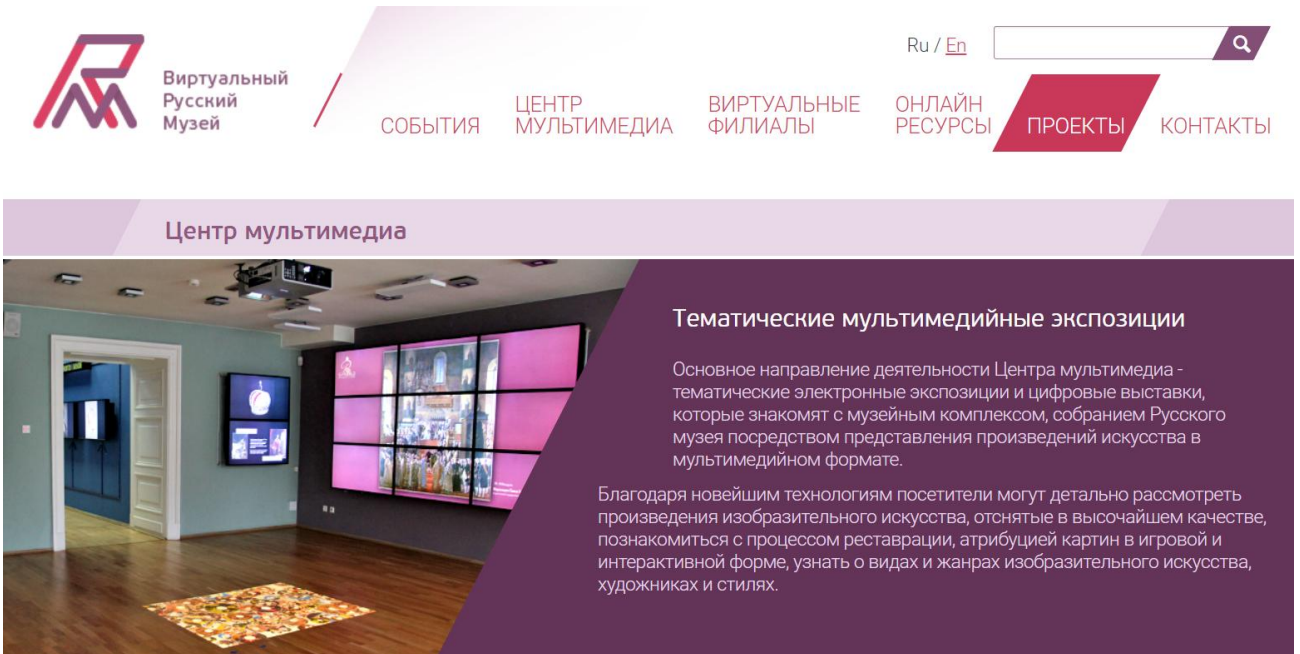 Виртуальный
Русский
Музей
Ru / En
СОБЫТИЯ
ЦЕНТР
МУЛЬТИМЕДИА
ВИРТУАЛЬНЫЕ
ФИЛИАЛЫ
ОНЛАЙН
РЕСУРСЫ
ПРОЕКТЫ
КОНТАКТЫ
Центр мультимедиа
Тематические мультимедийные экспозиции
Основное направление деятельности Центра мультимедиа -
тематические электронные экспозиции и цифровые выставки,
которые знакомят с музейным комплексом, собранием Русского
музея посредством представления произведений искусства в
мультимедийном формате.
Благодаря новейшим технологиям посетители могут детально рассмотреть
произведения изобразительного искусства, отснятые в высочайшем качестве,
познакомиться с процессом реставрации, атрибуцией картин в игровой и
интерактивной форме, узнать о видах и жанрах изобразительного искусства,
художниках и стилях.